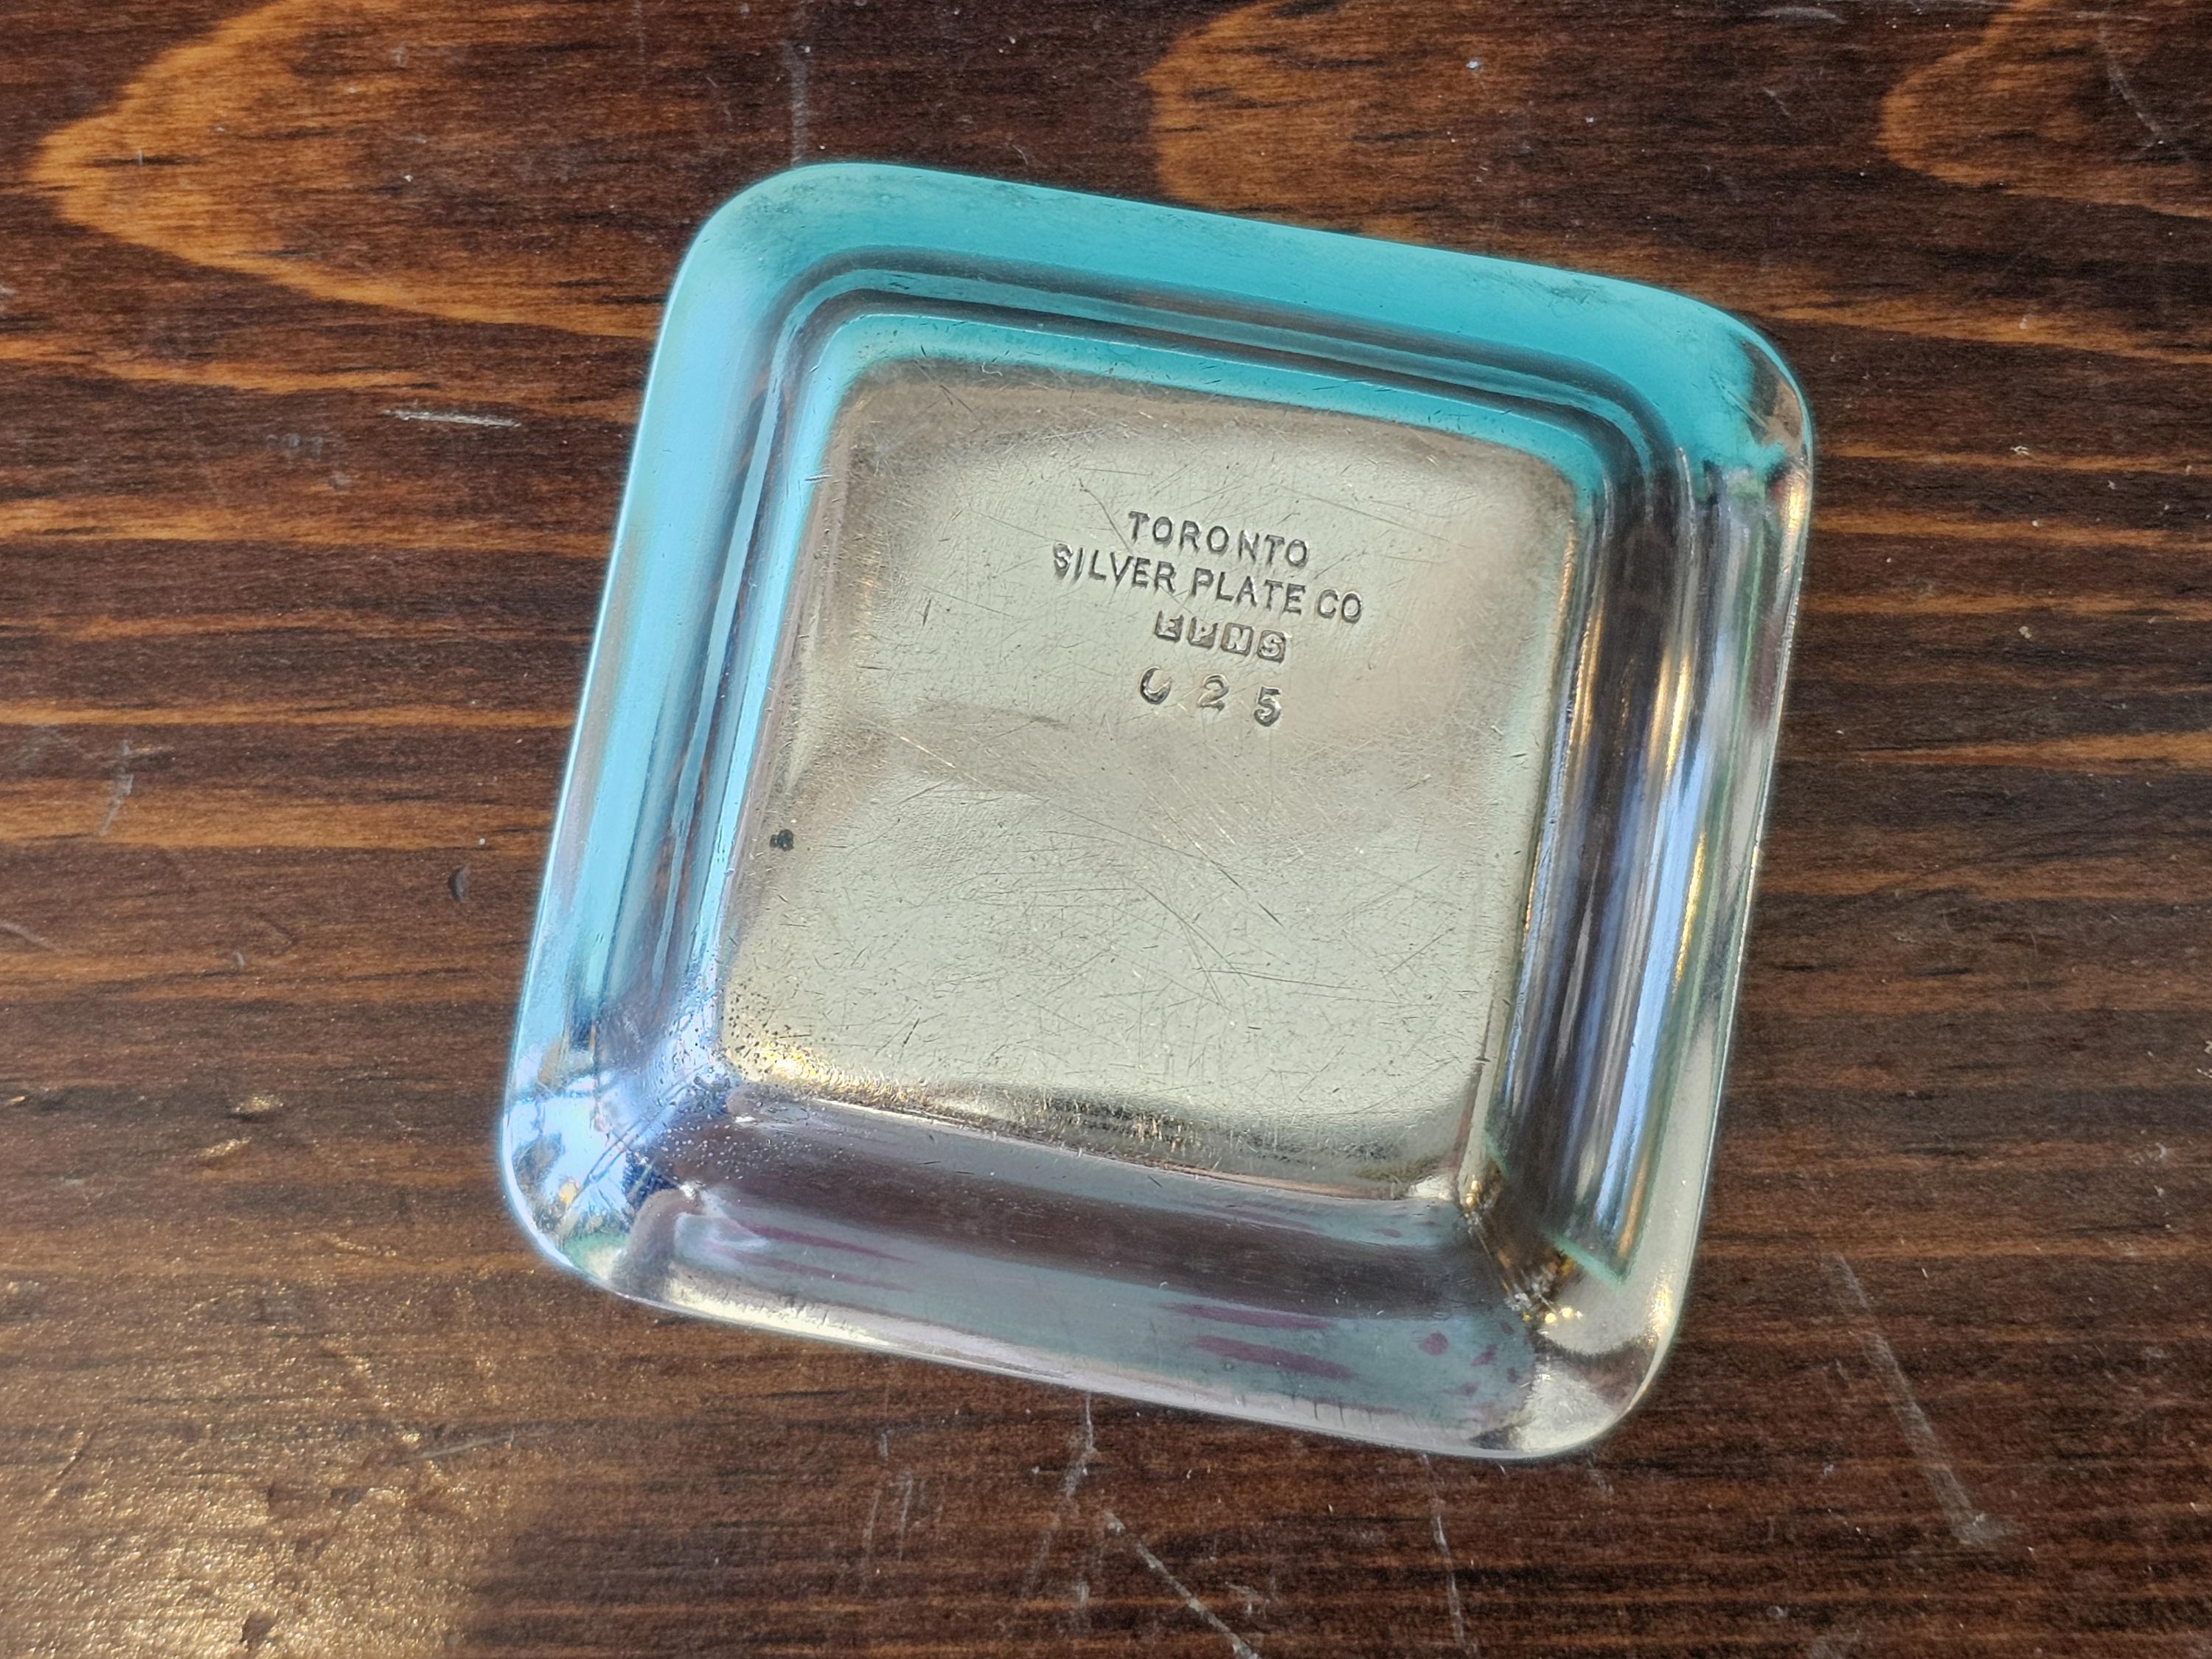 TORONTO
SILVER PLATE CO
EPNS
025